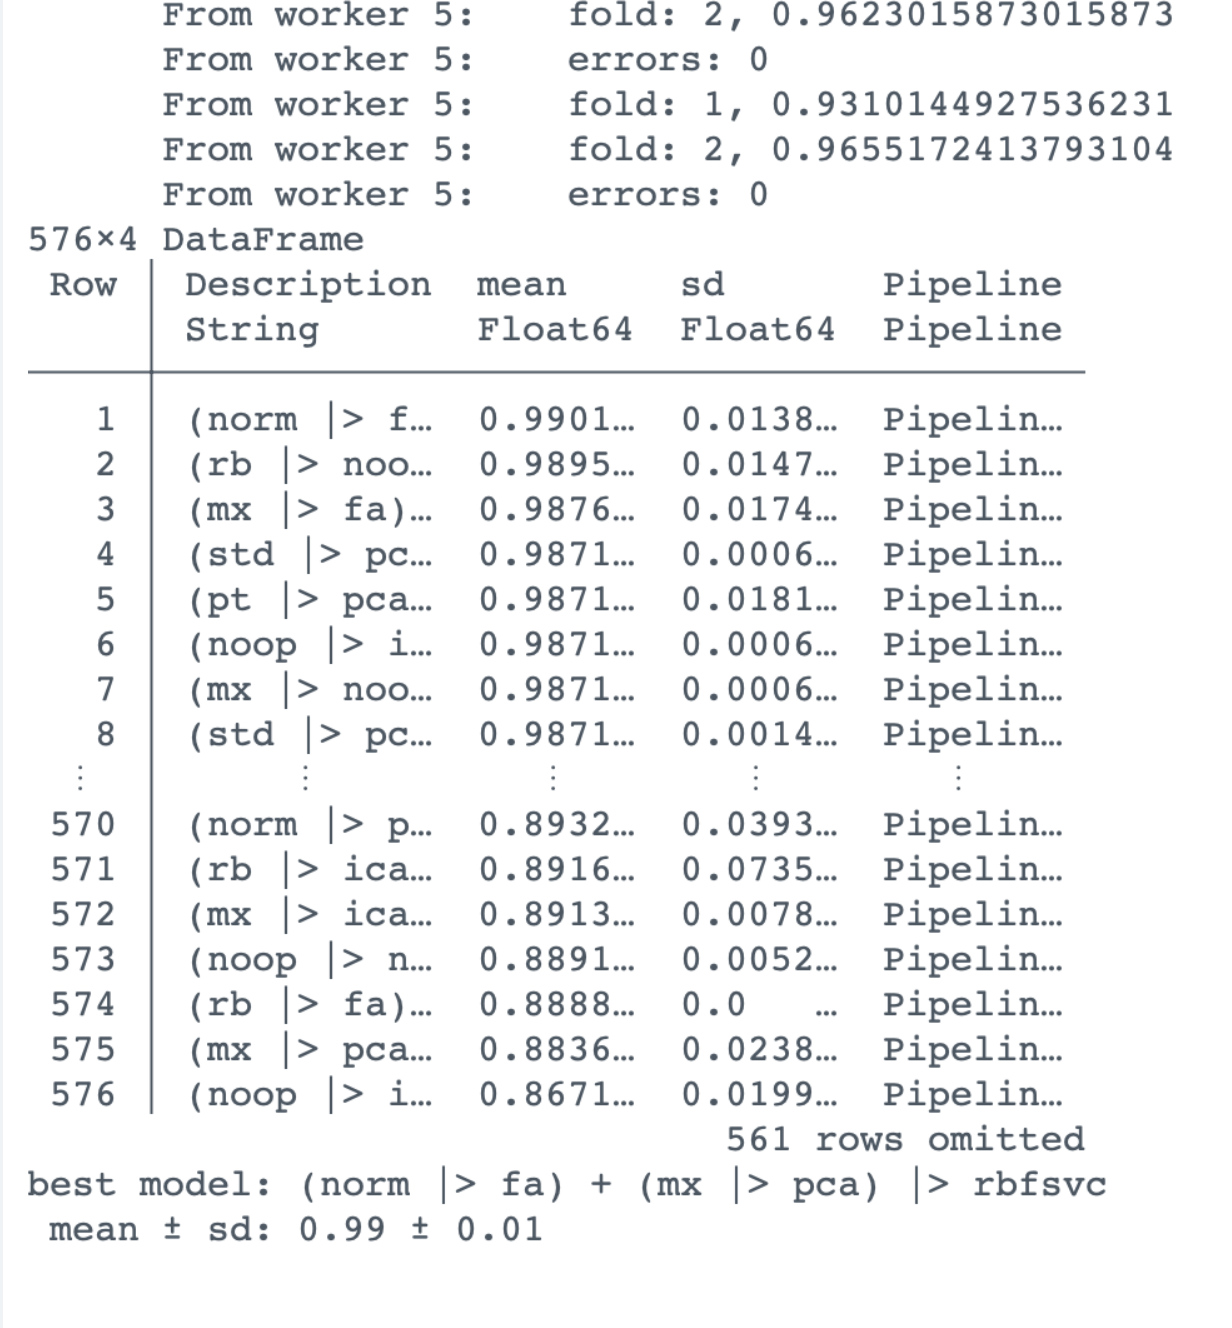 From worker 5:    fold: 2, 0.9623015873015873
From worker 5:    errors: 0
From worker 5:    fold: 1, 0.9310144927536231
From worker 5:    fold: 2, 0.9655172413793104
From worker 5:    errors: 0
576×4 DataFrame
Row │ Description  mean     sd       Pipeline
│ String       Float64  Float64  Pipeline
1 │ (norm |> f…  0.9901…  0.0138…  Pipelin…
2 │ (rb |> noo…  0.9895…  0.0147…  Pipelin…
3 │ (mx |> fa)…  0.9876…  0.0174…  Pipelin…
4 │ (std |> pc…  0.9871…  0.0006…  Pipelin…
5 │ (pt |> pca…  0.9871…  0.0181…  Pipelin…
6 │ (noop |> i…  0.9871…  0.0006…  Pipelin…
7 │ (mx |> noo…  0.9871…  0.0006…  Pipelin…
8 │ (std |> pc…  0.9871…  0.0014…  Pipelin…
⋮ │ ⋮ ⋮ ⋮ ⋮
570 │ (norm |> p…  0.8932…  0.0393…  Pipelin…
571 │ (rb |> ica…  0.8916…  0.0735…  Pipelin…
572 │ (mx |> ica…  0.8913…  0.0078…  Pipelin…
573 │ (noop |> n…  0.8891…  0.0052…  Pipelin…
574 │ (rb |> fa)…  0.8888…  0.0   …  Pipelin…
575 │ (mx |> pca…  0.8836…  0.0238…  Pipelin…
576 │ (noop |> i…  0.8671…  0.0199…  Pipelin…
561 rows omitted
best model: (norm |> fa) + (mx |> pca) |> rbfsvc
mean ± sd: 0.99 ± 0.01